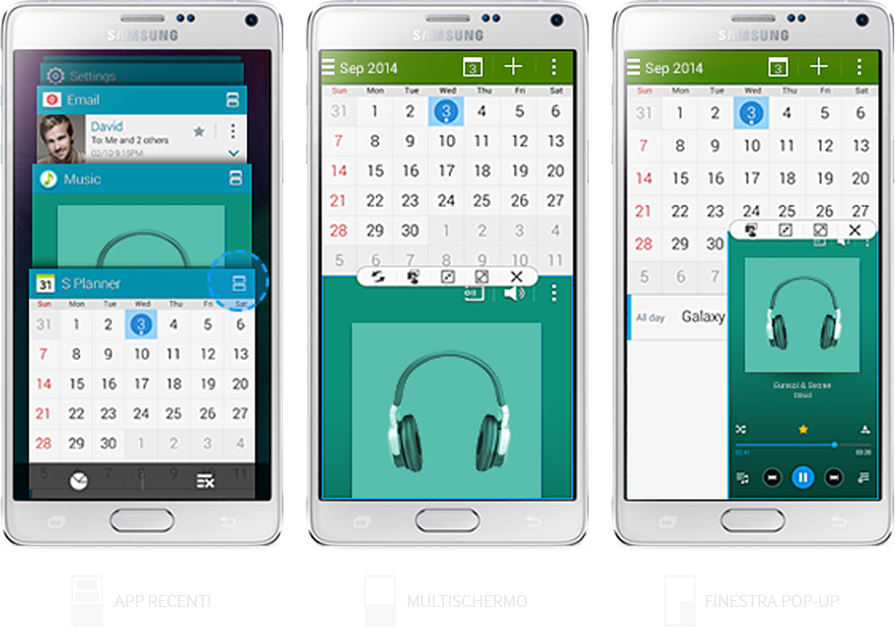 SAMSUNG
Settings
Email
David
To: Me and 2 others
02/10 9:15PM
Music
31 S Planner
Sun Mon Tue Wed Thu Fri Sat
31 1 2 3 4 5 6
7 8 9 10 11 12 13
14 15 16 17 18 19 20
21 22 23 24 25 26 27
28 29 30 1 2 3 4
SAMSUNG
Sep 2014 3
Sun Mon Tue Wed Thu Fri Sat
31 1 2 3 4 5 6
7 8 9 10 11 12 13
14 15 16 17 18 19 20
21 22 23 24 25 26 27
28 29 30 1 2 3 4
5 6 7 8 9 10 11
SAMSUNG
Sep 2014 3
Sun Mon Tue Wed Thu Fri Sat
31 1 2 3 4 5 6
7 8 9 10 11 12 13
14 15 16 17 18 19 20
21 22 23 24 25 26 27
28 29 30
5 6 7
All day Galaxy
David
02:41 03:20
APP RECENTI
MULTISCHERMO
FINESTRA POP-UP